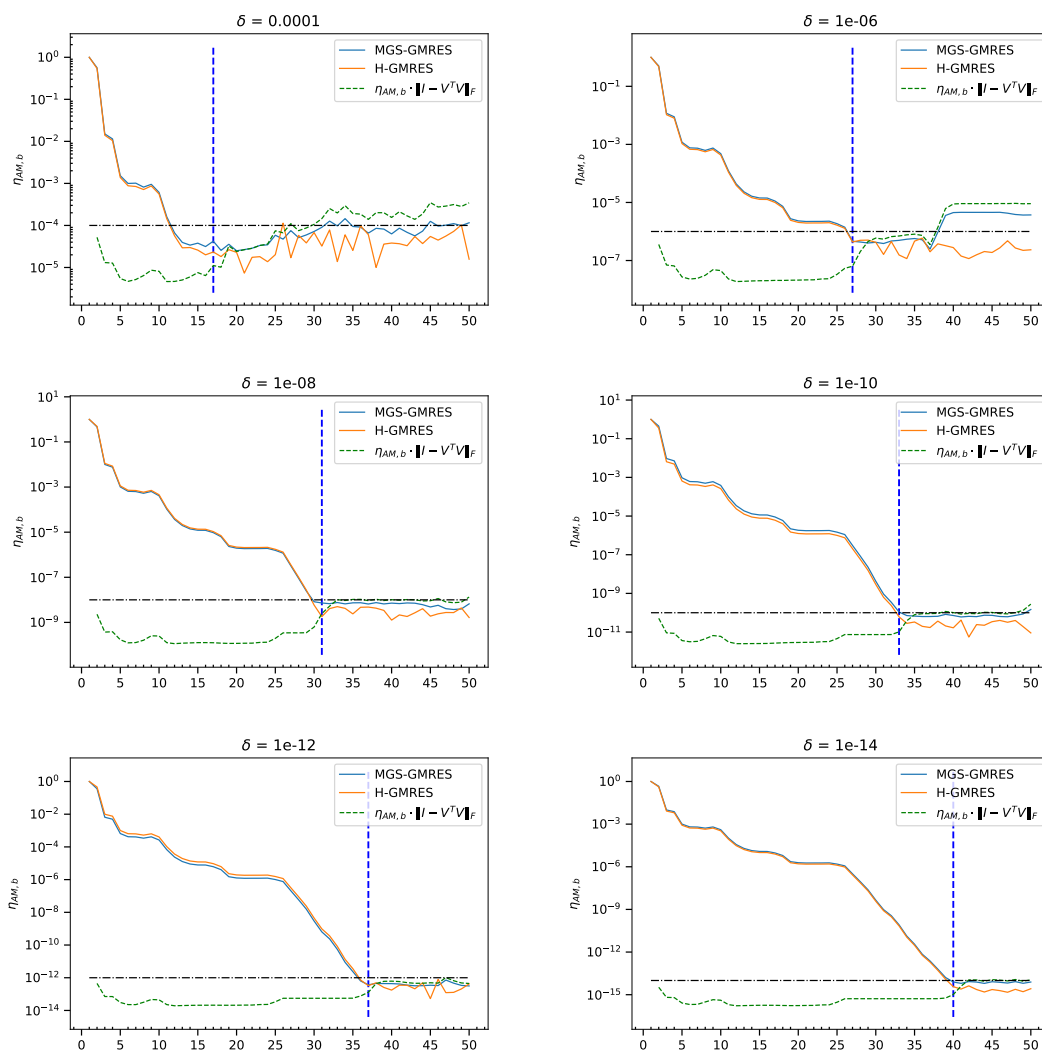 δ = 0.0001
MGS-GMRES
H-GMRES
η_{AM,b} · ‖I − V^T V‖_F
η_{AM,b}
10^0
10^{-1}
10^{-2}
10^{-3}
10^{-4}
10^{-5}
0 5 10 15 20 25 30 35 40 45 50
δ = 1e-06
MGS-GMRES
H-GMRES
η_{AM,b} · ‖I − V^T V‖_F
η_{AM,b}
10^{-1}
10^{-3}
10^{-5}
10^{-7}
0 5 10 15 20 25 30 35 40 45 50
δ = 1e-08
MGS-GMRES
H-GMRES
η_{AM,b} · ‖I − V^T V‖_F
η_{AM,b}
10^1
10^{-1}
10^{-3}
10^{-5}
10^{-7}
10^{-9}
0 5 10 15 20 25 30 35 40 45 50
δ = 1e-10
MGS-GMRES
H-GMRES
η_{AM,b} · ‖I − V^T V‖_F
η_{AM,b}
10^1
10^{-1}
10^{-3}
10^{-5}
10^{-7}
10^{-9}
10^{-11}
0 5 10 15 20 25 30 35 40 45 50
δ = 1e-12
MGS-GMRES
H-GMRES
η_{AM,b} · ‖I − V^T V‖_F
η_{AM,b}
10^0
10^{-2}
10^{-4}
10^{-6}
10^{-8}
10^{-10}
10^{-12}
10^{-14}
0 5 10 15 20 25 30 35 40 45 50
δ = 1e-14
MGS-GMRES
H-GMRES
η_{AM,b} · ‖I − V^T V‖_F
η_{AM,b}
10^0
10^{-3}
10^{-6}
10^{-9}
10^{-12}
10^{-15}
0 5 10 15 20 25 30 35 40 45 50